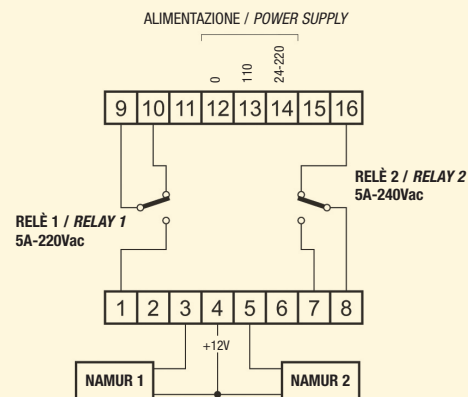 ALIMENTAZIONE / POWER SUPPLY
0
110
24-220
9 10 11 12 13 14 15 16
RELÈ 1 / RELAY 1
5A-220Vac
RELÈ 2 / RELAY 2
5A-240Vac
1 2 3 4 5 6 7 8
+12V
NAMUR 1
NAMUR 2